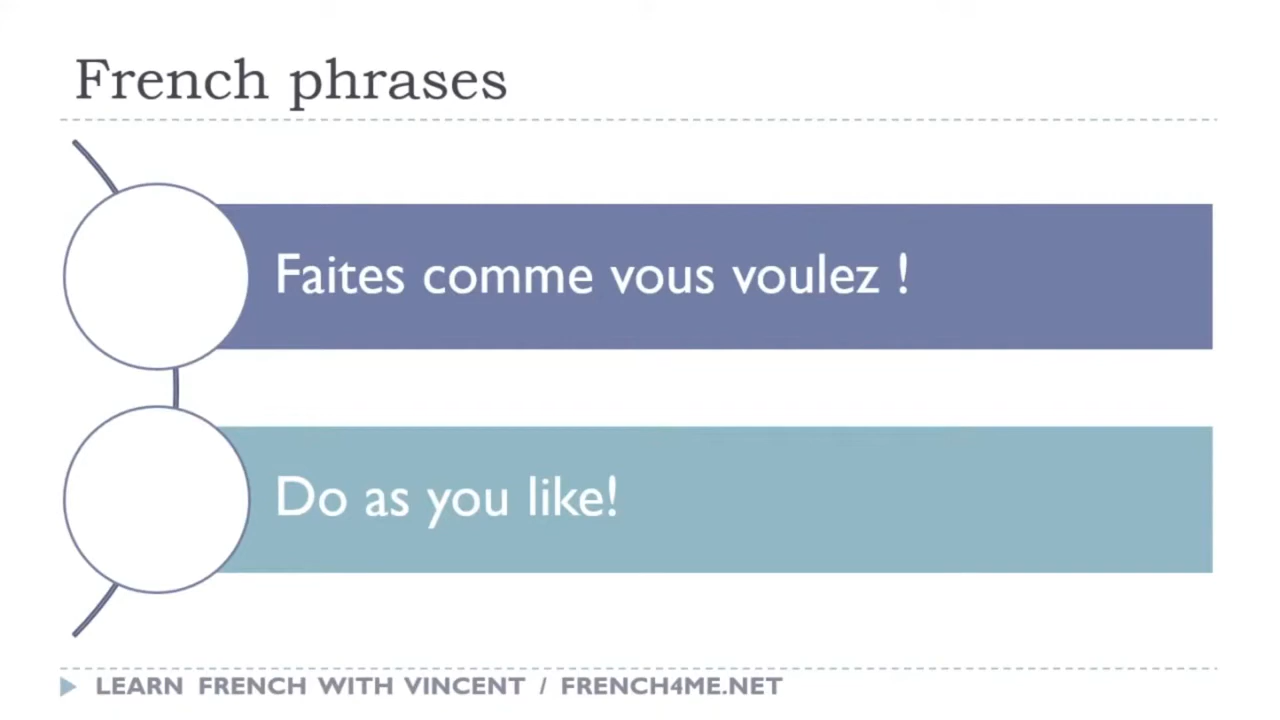 French phrases
Faites comme vous voulez !
Do as you like!
LEARN FRENCH WITH VINCENT / FRENCH4ME.NET